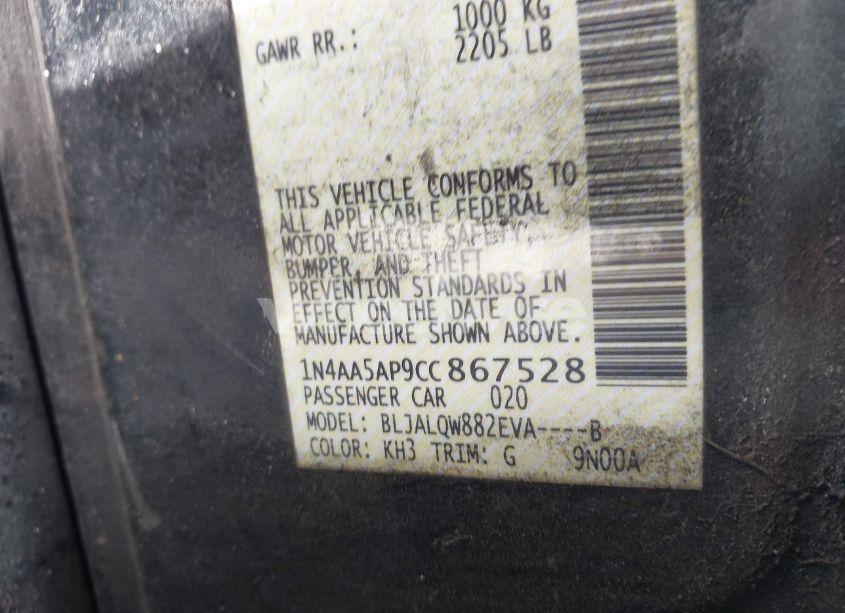 1000 KG
GAWR RR.: 2205 LB
THIS VEHICLE CONFORMS TO
ALL APPLICABLE FEDERAL
MOTOR VEHICLE SAFETY,
BUMPER, AND THEFT
PREVENTION STANDARDS IN
EFFECT ON THE DATE OF
MANUFACTURE SHOWN ABOVE.
1N4AA5AP9CC867528
PASSENGER CAR 020
MODEL: BLJALQW882EVA----B
COLOR: KH3 TRIM: G 9N00A